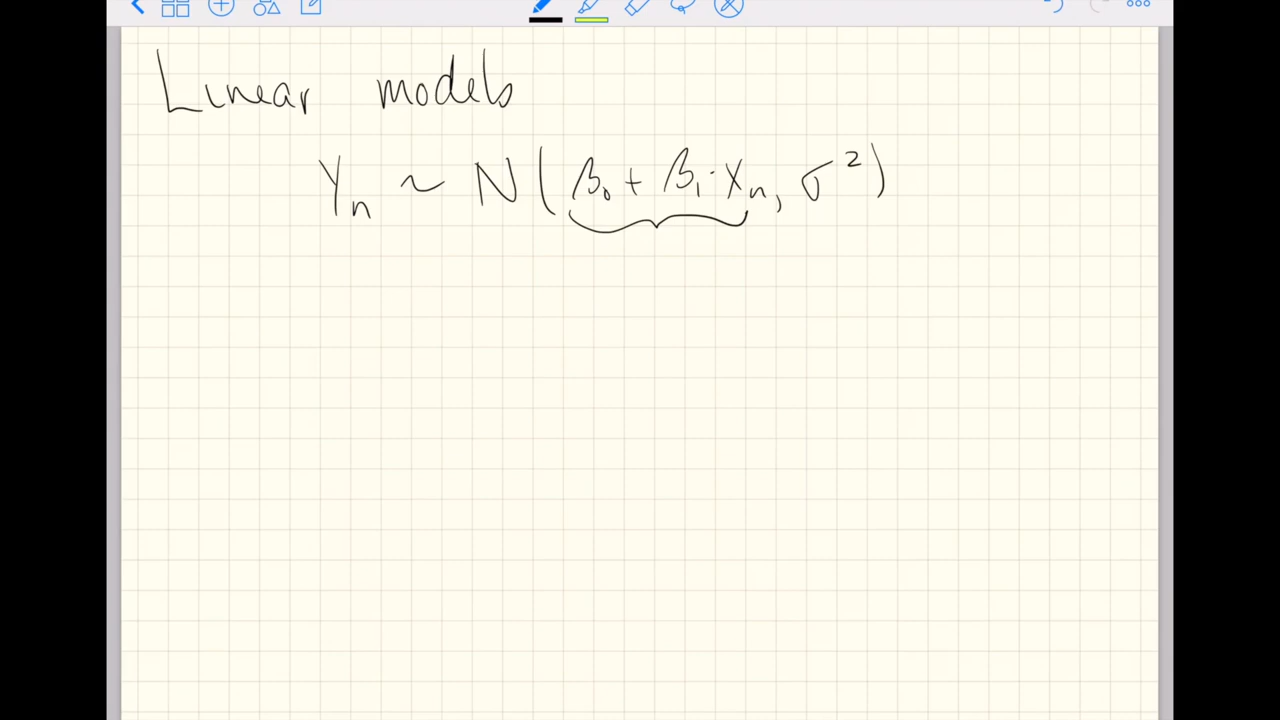 Linear models
Yₙ ~ N(β₀ + β₁·xₙ, σ²)